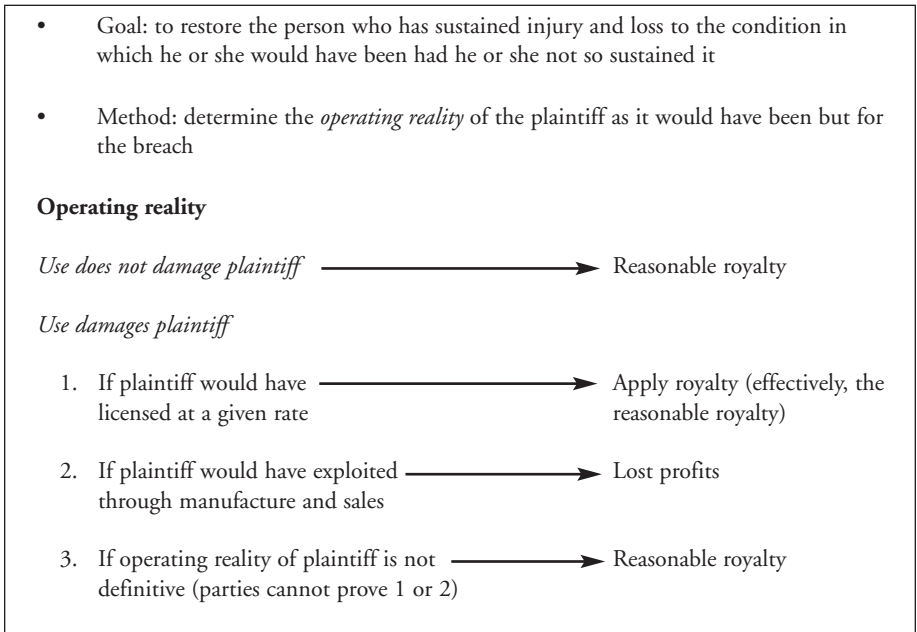 • Goal: to restore the person who has sustained injury and loss to the condition in
which he or she would have been had he or she not so sustained it
• Method: determine the operating reality of the plaintiff as it would have been but for
the breach
Operating reality
Use does not damage plaintiff Reasonable royalty
Use damages plaintiff
1. If plaintiff would have Apply royalty (effectively, the
licensed at a given rate reasonable royalty)
2. If plaintiff would have exploited Lost profits
through manufacture and sales
3. If operating reality of plaintiff is not Reasonable royalty
definitive (parties cannot prove 1 or 2)